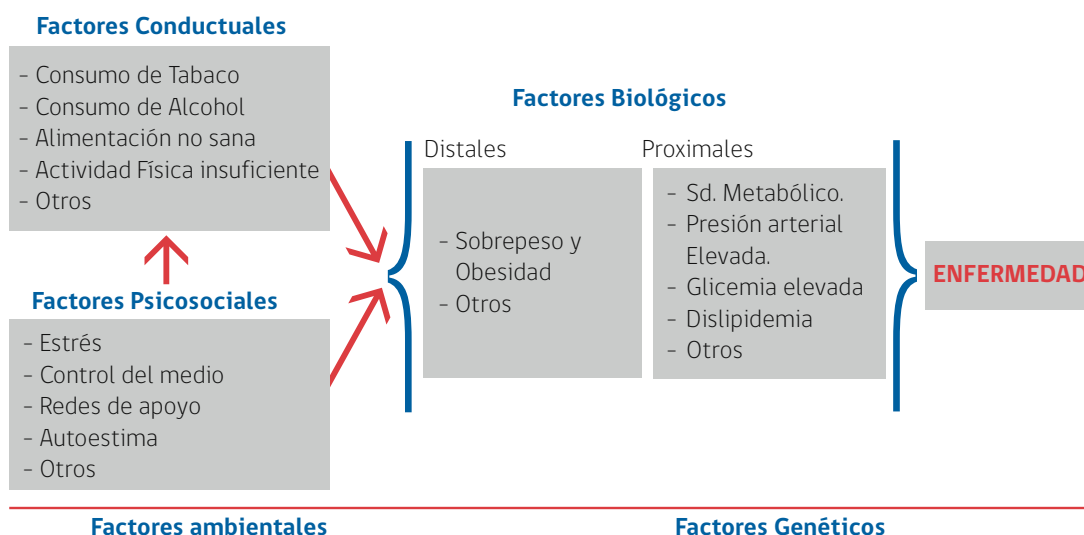 Factores Conductuales
- Consumo de Tabaco
- Consumo de Alcohol
- Alimentación no sana
- Actividad Física insuficiente
- Otros
Factores Psicosociales
- Estrés
- Control del medio
- Redes de apoyo
- Autoestima
- Otros
Factores Biológicos
Distales
- Sobrepeso y
Obesidad
- Otros
Proximales
- Sd. Metabólico.
- Presión arterial
Elevada.
- Glicemia elevada
- Dislipidemia
- Otros
ENFERMEDAD
Factores ambientales
Factores Genéticos